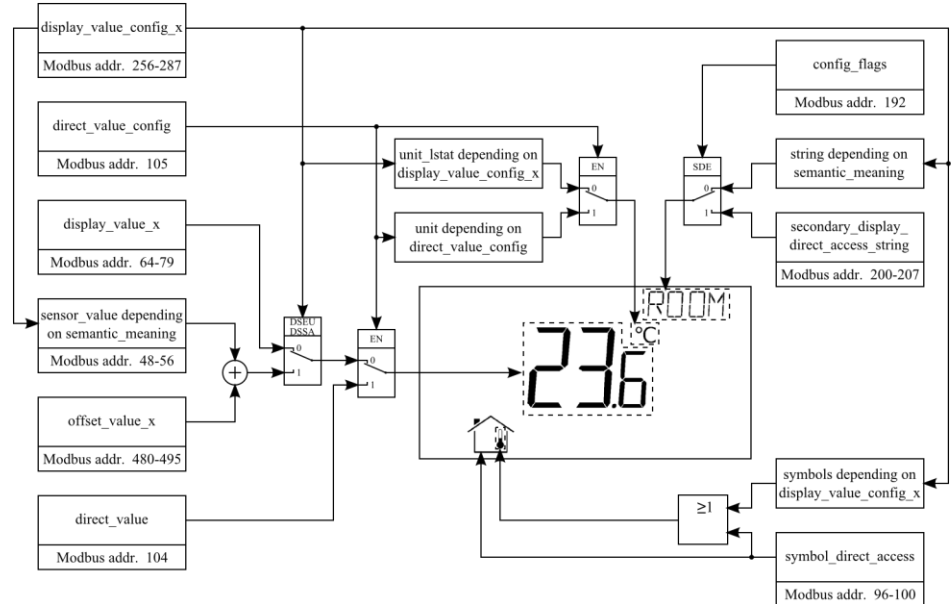 display_value_config_x
Modbus addr. 256-287
direct_value_config
Modbus addr. 105
display_value_x
Modbus addr. 64-79
sensor_value depending
on semantic_meaning
Modbus addr. 48-56
offset_value_x
Modbus addr. 480-495
direct_value
Modbus addr. 104
DSEU
DSSA
0
1
+
EN
0
1
unit_lstat depending on
display_value_config_x
unit depending on
direct_value_config
EN
0
1
SDE
0
1
config_flags
Modbus addr. 192
string depending on
semantic_meaning
secondary_display_
direct_access_string
Modbus addr. 200-207
ROOM
°C
23.6
≥1
symbols depending on
display_value_config_x
symbol_direct_access
Modbus addr. 96-100